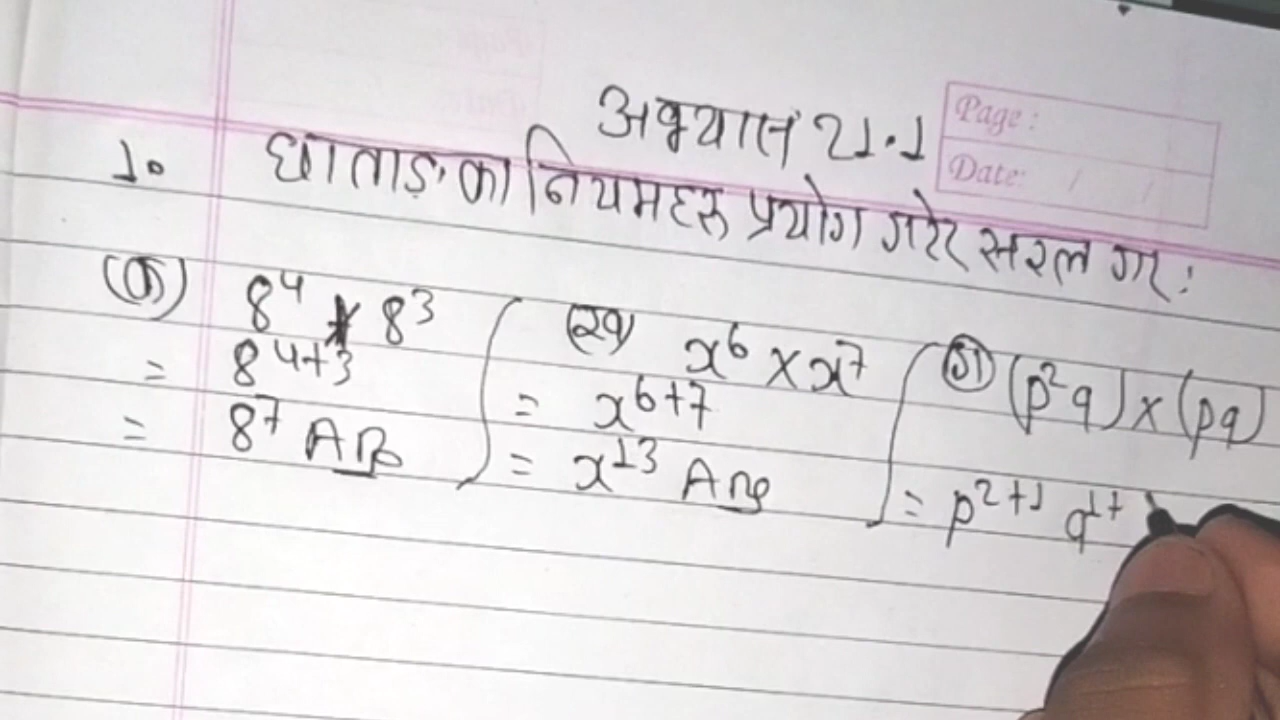 अभ्यास 21.1
Page :
Date: / /
1. घाताङ्का नियमहरु प्रयोग गरेर सरल गर :
(क) 8⁴ × 8³
= 8⁴⁺³
= 8⁷ Ans
(ख) x⁶ × x⁷
= x⁶⁺⁷
= x¹³ Ans
(ग) (p²q) × (pq)
= p²⁺¹ q¹⁺